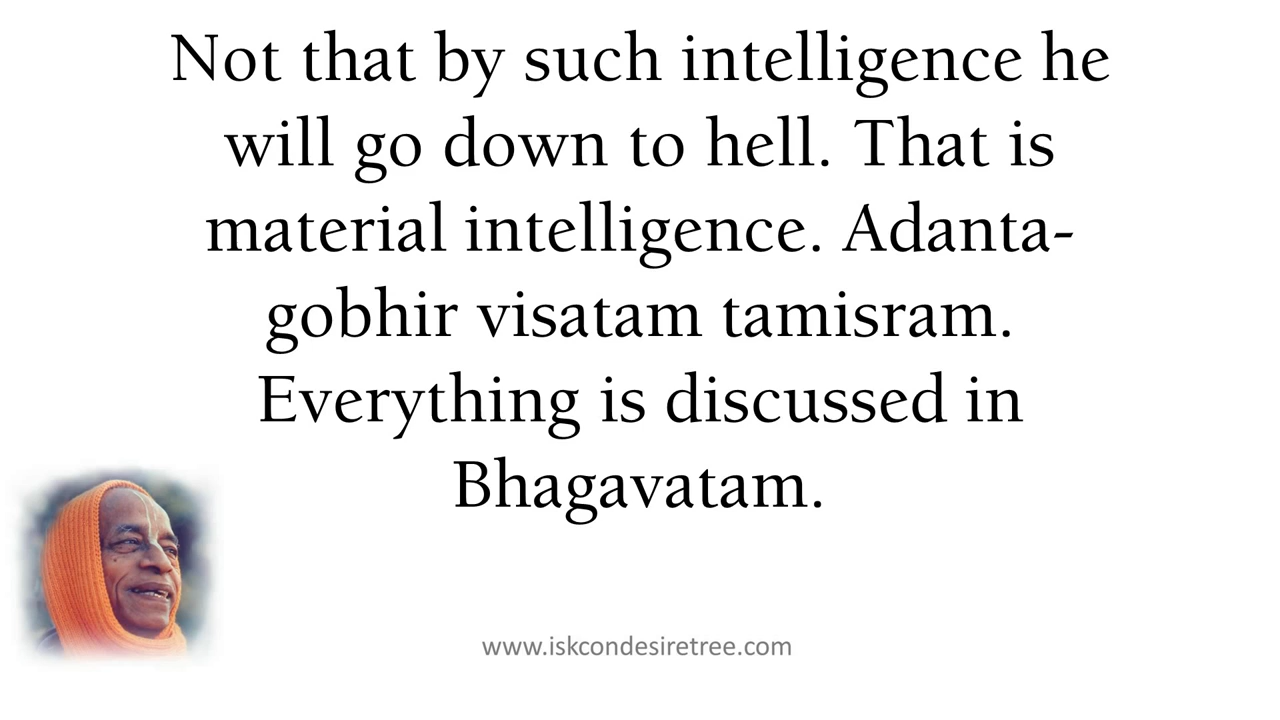 Not that by such intelligence he
will go down to hell. That is
material intelligence. Adanta-
gobhir visatam tamisram.
Everything is discussed in
Bhagavatam.
www.iskcondesiretree.com